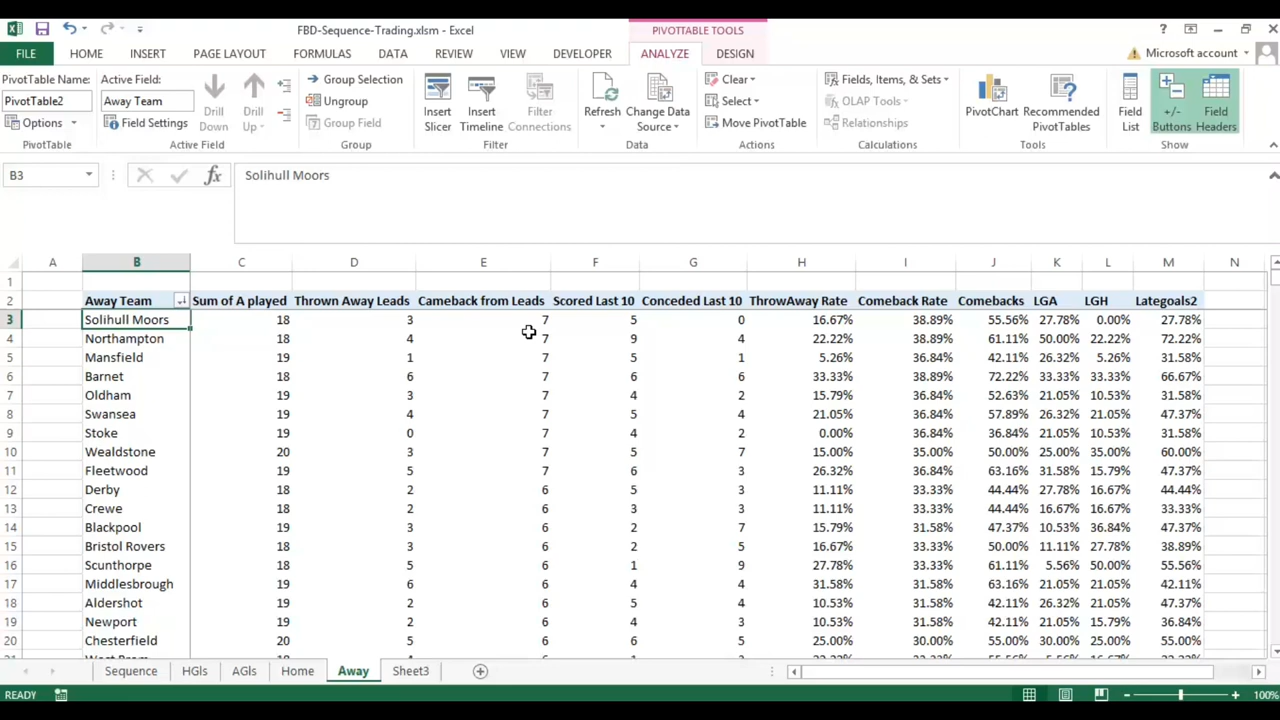 FBD-Sequence-Trading.xlsm - Excel
PIVOTTABLE TOOLS
?
FILE HOME INSERT PAGE LAYOUT FORMULAS DATA REVIEW VIEW DEVELOPER ANALYZE DESIGN Microsoft account
PivotTable Name: Active Field: Group Selection Clear Fields, Items, & Sets
PivotTable2 Away Team Drill Down Drill Up Ungroup Insert Slicer Insert Timeline Filter Connections Refresh Change Data Source Select OLAP Tools PivotChart Recommended PivotTables Field List +/- Buttons Field Headers
Options Field Settings Group Field Move PivotTable Relationships
PivotTable Active Field Group Filter Data Actions Calculations Tools Show
B3 fx Solihull Moors
A B C D E F G H I J K L M N
1
2 Away Team Sum of A played Thrown Away Leads Cameback from Leads Scored Last 10 Conceded Last 10 ThrowAway Rate Comeback Rate Comebacks LGA LGH Lategoals2
3 Solihull Moors 18 3 7 5 0 16.67% 38.89% 55.56% 27.78% 0.00% 27.78%
4 Northampton 18 4 7 9 4 22.22% 38.89% 61.11% 50.00% 22.22% 72.22%
5 Mansfield 19 1 7 5 1 5.26% 36.84% 42.11% 26.32% 5.26% 31.58%
6 Barnet 18 6 7 6 6 33.33% 38.89% 72.22% 33.33% 33.33% 66.67%
7 Oldham 19 3 7 4 2 15.79% 36.84% 52.63% 21.05% 10.53% 31.58%
8 Swansea 19 4 7 5 4 21.05% 36.84% 57.89% 26.32% 21.05% 47.37%
9 Stoke 19 0 7 4 2 0.00% 36.84% 36.84% 21.05% 10.53% 31.58%
10 Wealdstone 20 3 7 5 7 15.00% 35.00% 50.00% 25.00% 35.00% 60.00%
11 Fleetwood 19 5 7 6 3 26.32% 36.84% 63.16% 31.58% 15.79% 47.37%
12 Derby 18 2 6 5 3 11.11% 33.33% 44.44% 27.78% 16.67% 44.44%
13 Crewe 18 2 6 3 3 11.11% 33.33% 44.44% 16.67% 16.67% 33.33%
14 Blackpool 19 3 6 2 7 15.79% 31.58% 47.37% 10.53% 36.84% 47.37%
15 Bristol Rovers 18 3 6 2 5 16.67% 33.33% 50.00% 11.11% 27.78% 38.89%
16 Scunthorpe 18 5 6 1 9 27.78% 33.33% 61.11% 5.56% 50.00% 55.56%
17 Middlesbrough 19 6 6 4 4 31.58% 31.58% 63.16% 21.05% 21.05% 42.11%
18 Aldershot 19 2 6 5 4 10.53% 31.58% 42.11% 26.32% 21.05% 47.37%
19 Newport 19 2 6 4 3 10.53% 31.58% 42.11% 21.05% 15.79% 36.84%
20 Chesterfield 20 5 6 6 5 25.00% 30.00% 55.00% 30.00% 25.00% 55.00%
Sequence HGls AGls Home Away Sheet3
READY 100%